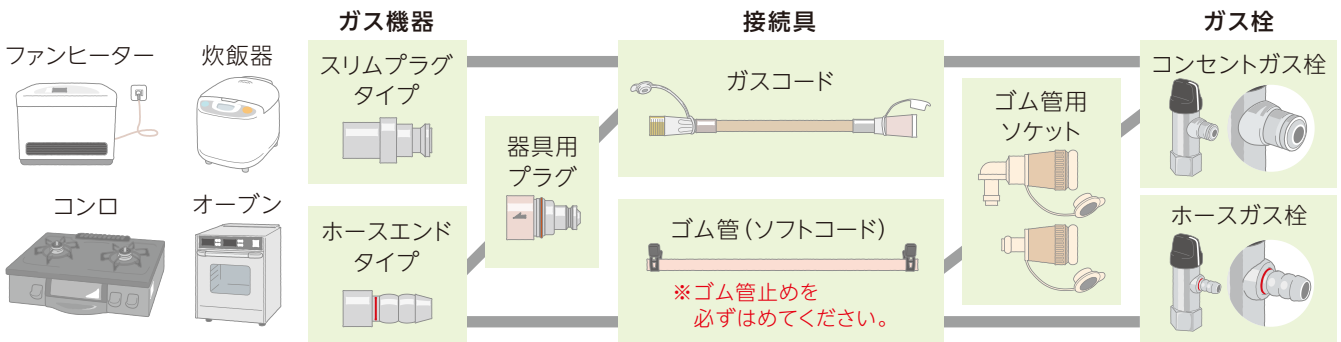 ガス機器
接続具
ガス栓
ファンヒーター
炊飯器
コンロ
オーブン
スリムプラグ
タイプ
ホースエンド
タイプ
器具用
プラグ
ガスコード
ゴム管(ソフトコード)
※ゴム管止めを
必ずはめてください。
ゴム管用
ソケット
コンセントガス栓
ホースガス栓